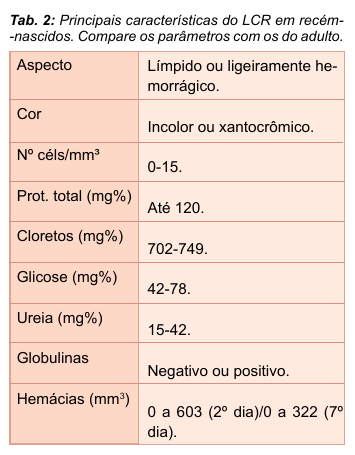 Tab. 2: Principais características do LCR em recém-
-nascidos. Compare os parâmetros com os do adulto.
Aspecto Límpido ou ligeiramente he-
morrágico.
Cor
Incolor ou xantocrômico.
Nº céls/mm³
0-15.
Prot. total (mg%)
Até 120.
Cloretos (mg%)
702-749.
Glicose (mg%)
42-78.
Ureia (mg%)
15-42.
Globulinas
Negativo ou positivo.
Hemácias (mm³)
0 a 603 (2º dia)/0 a 322 (7º
dia).